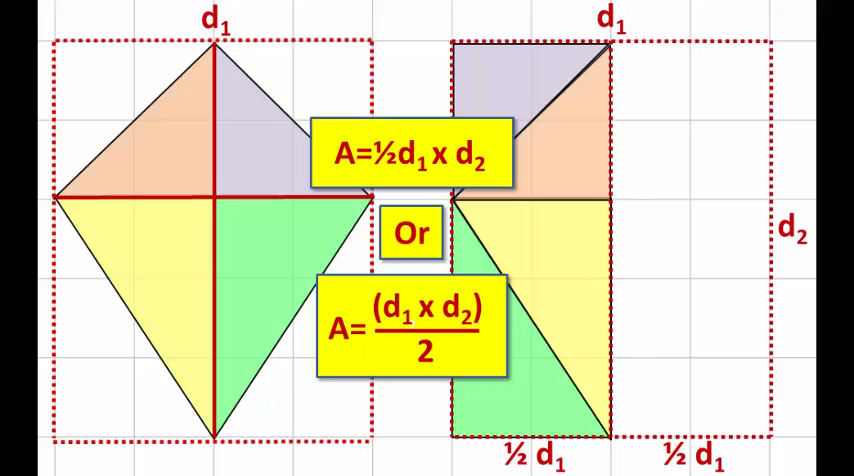 d₁
d₁
A=½d₁ x d₂
Or
A= (d₁ x d₂)
2
d₂
½ d₁
½ d₁